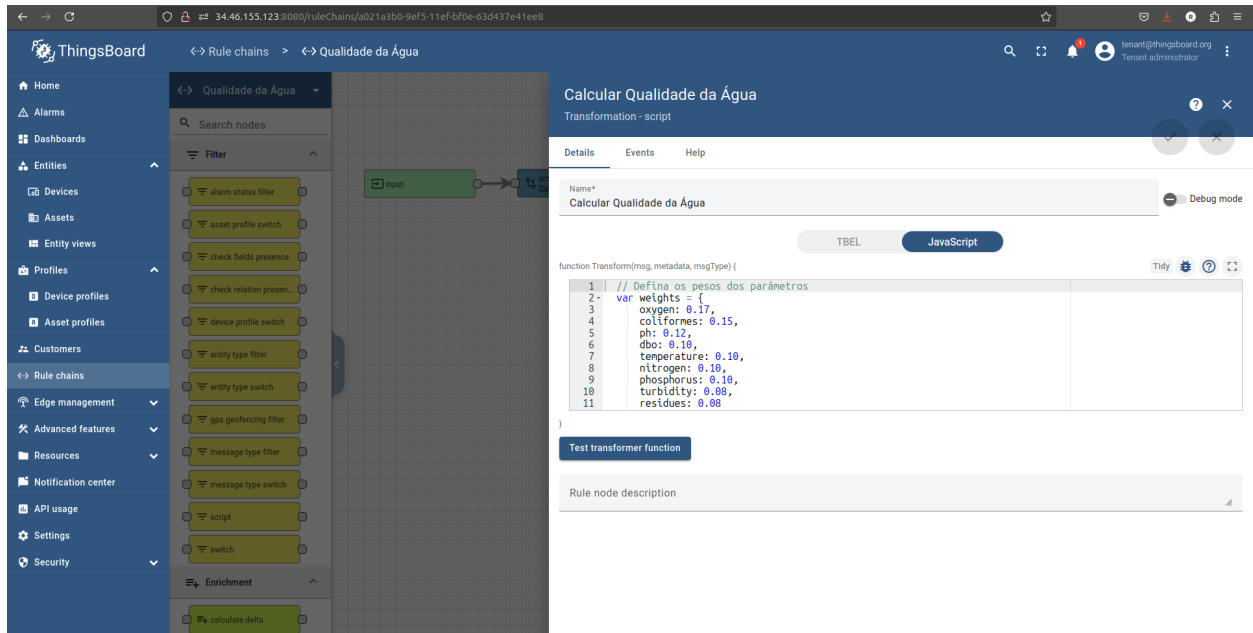 34.46.155.123:8080/ruleChains/a021a3b0-9ef5-11ef-bf0e-63d437e41ee8
ThingsBoard
Rule chains > Qualidade da Água
1
tenant@thingsboard.org
Tenant administrator
Home
Alarms
Dashboards
Entities
Devices
Assets
Entity views
Profiles
Device profiles
Asset profiles
Customers
Rule chains
Edge management
Advanced features
Resources
Notification center
API usage
Settings
Security
Qualidade da Água
Search nodes
Filter
alarm status filter
asset profile switch
check fields presence
check relation presen...
device profile switch
entity type filter
entity type switch
gps geofencing filter
message type filter
message type switch
script
switch
Enrichment
calculate delta
Input
Calcular Qualidade da Água
Transformation - script
Details Events Help
Name*
Calcular Qualidade da Água
Debug mode
TBEL JavaScript
function Transform(msg, metadata, msgType) {
Tidy
1 // Defina os pesos dos parâmetros
2 var weights = {
3 oxygen: 0.17,
4 coliformes: 0.15,
5 ph: 0.12,
6 dbo: 0.10,
7 temperature: 0.10,
8 nitrogen: 0.10,
9 phosphorus: 0.10,
10 turbidity: 0.08,
11 residues: 0.08
}
Test transformer function
Rule node description